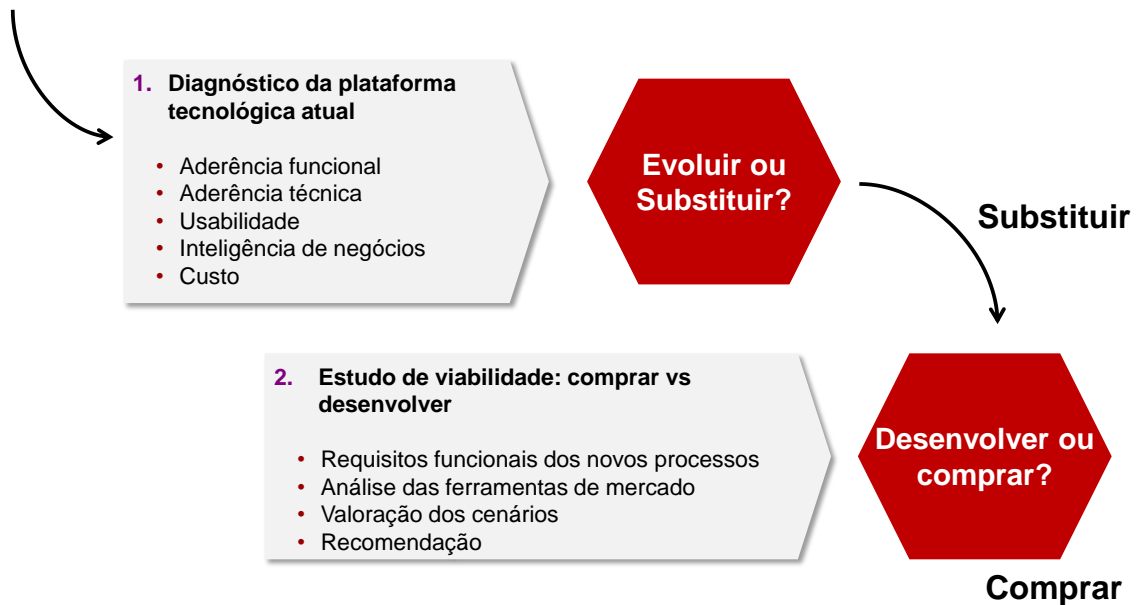 1. Diagnóstico da plataforma
tecnológica atual
• Aderência funcional
• Aderência técnica
• Usabilidade
• Inteligência de negócios
• Custo
Evoluir ou
Substituir?
Substituir
2. Estudo de viabilidade: comprar vs
desenvolver
• Requisitos funcionais dos novos processos
• Análise das ferramentas de mercado
• Valoração dos cenários
• Recomendação
Desenvolver ou
comprar?
Comprar